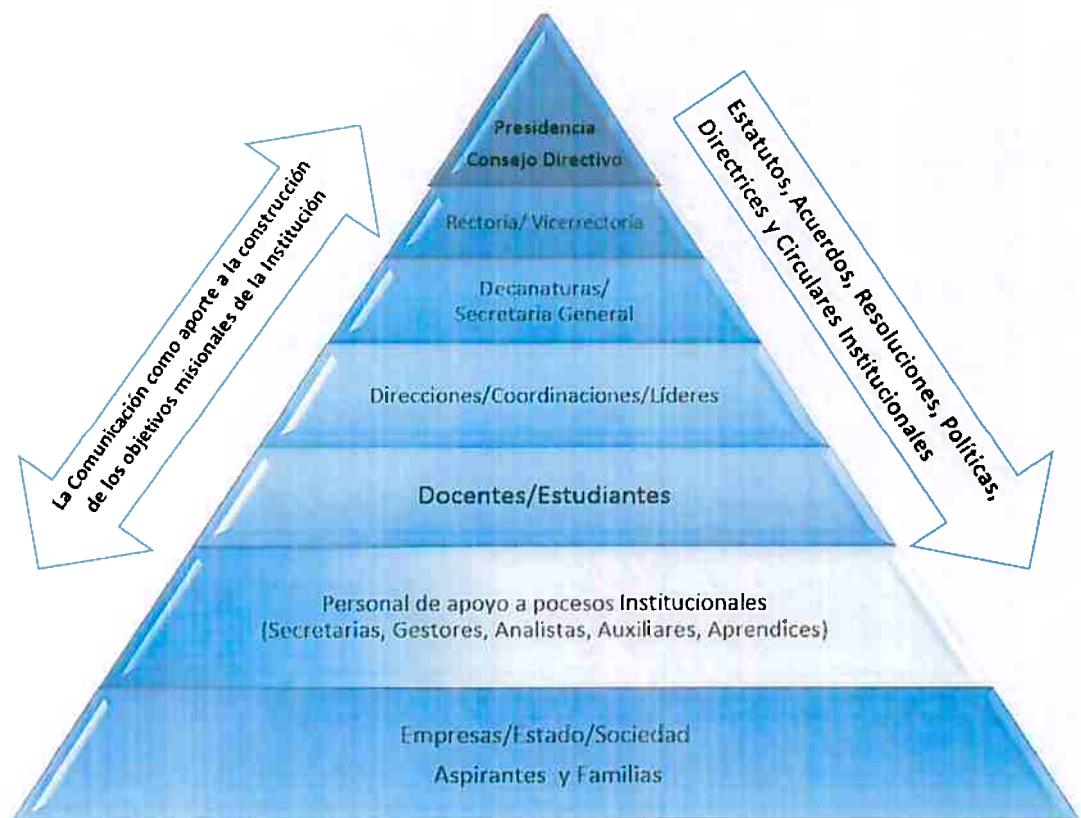 Presidencia
Consejo Directivo
Rectoría/ Vicerrectoría
Decanaturas/
Secretaria General
Direcciones/Coordinaciones/Líderes
Docentes/Estudiantes
Personal de apoyo a pocesos Institucionales
(Secretarias, Gestores, Analistas, Auxiliares, Aprendices)
Empresas/Estado/Sociedad
Aspirantes y Familias
La Comunicación como aporte a la construcción
de los objetivos misionales de la Institución
Estatutos, Acuerdos, Resoluciones, Políticas,
Directrices y Circulares Institucionales